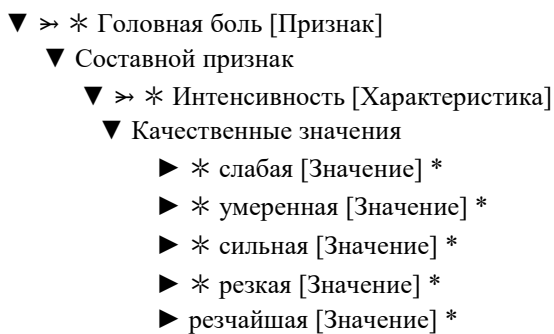 ▼ ⤖ ✳ Головная боль [Признак]
▼ Составной признак
▼ ⤖ ✳ Интенсивность [Характеристика]
▼ Качественные значения
► ✳ слабая [Значение] *
► ✳ умеренная [Значение] *
► ✳ сильная [Значение] *
► ✳ резкая [Значение] *
► резчайшая [Значение] *